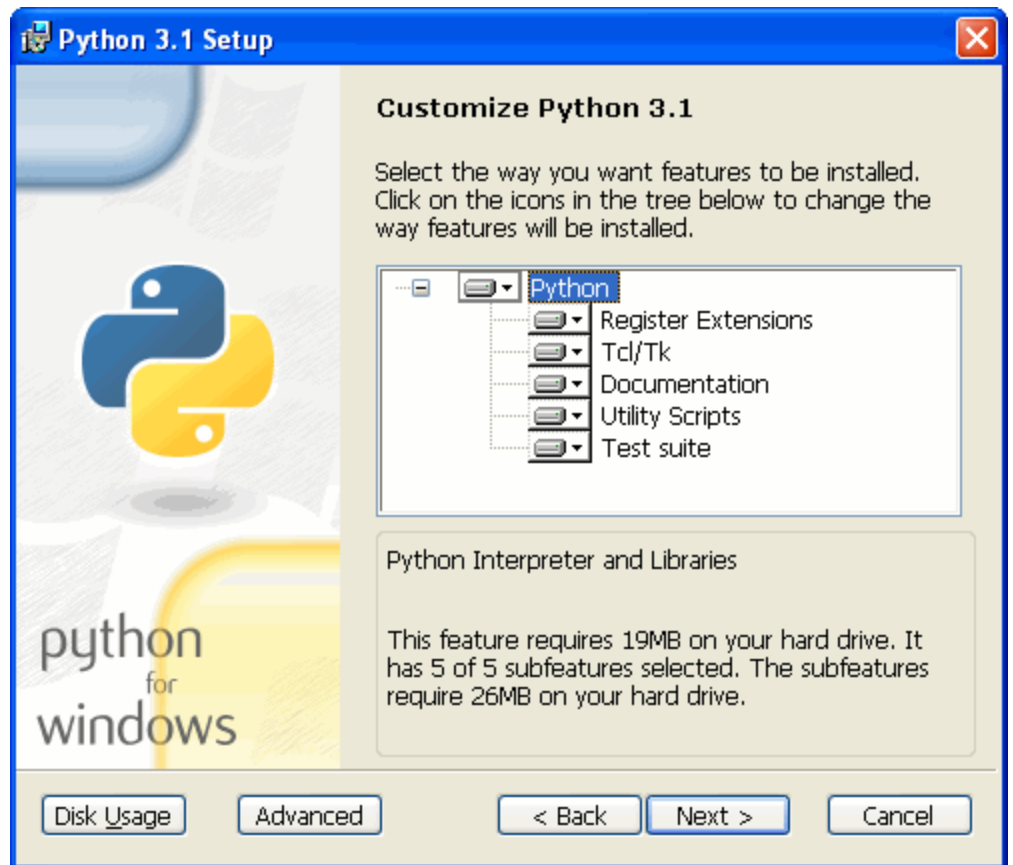 Python 3.1 Setup
Customize Python 3.1
Select the way you want features to be installed.
Click on the icons in the tree below to change the
way features will be installed.
Python
Register Extensions
Tcl/Tk
Documentation
Utility Scripts
Test suite
Python Interpreter and Libraries
This feature requires 19MB on your hard drive. It
has 5 of 5 subfeatures selected. The subfeatures
require 26MB on your hard drive.
python
for
windows
Disk Usage
Advanced
< Back
Next >
Cancel